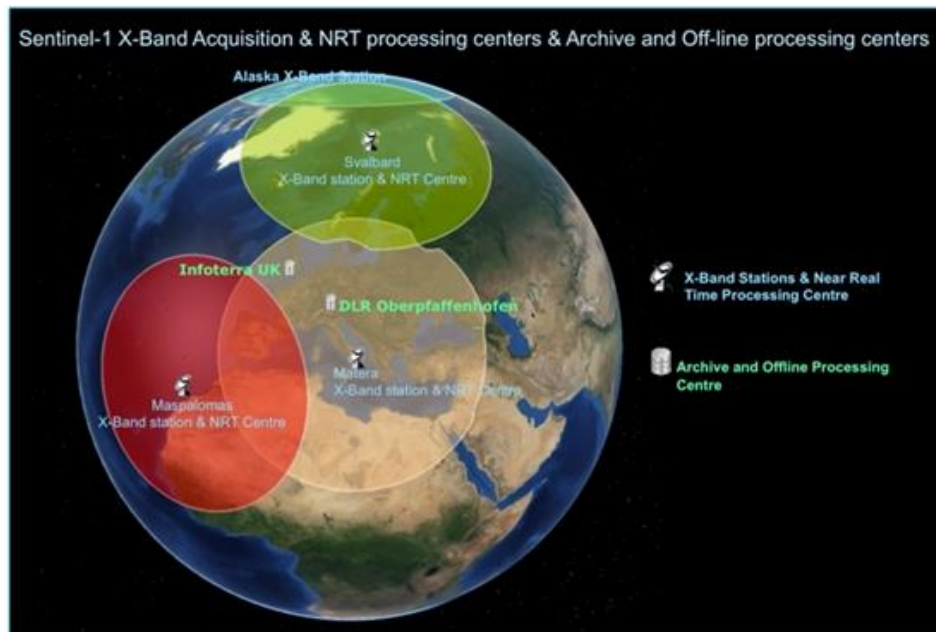 Sentinel-1 X-Band Acquisition & NRT processing centers & Archive and Off-line processing centers
Alaska X-Band Station
Svalbard
X-Band station & NRT Centre
Infoterra UK
DLR Oberpfaffenhofen
X-Band Stations & Near Real
Time Processing Centre
Matera
X-Band station & NRT Centre
Archive and Offline Processing
Centre
Maspalomas
X-Band station & NRT Centre